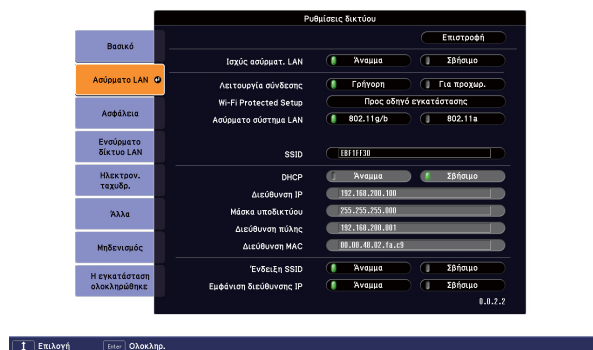 Ρυθμίσεις δικτύου
Επιστροφή
Βασικό
Ασύρματο LAN
Ασφάλεια
Ενσύρματο
δίκτυο LAN
Ηλεκτρον.
ταχυδρ.
Άλλα
Μηδενισμός
Η εγκατάσταση
ολοκληρώθηκε
Ισχύς ασύρματ. LAN Άναμμα Σβήσιμο
Λειτουργία σύνδεσης Γρήγορη Για προχωρ.
Wi-Fi Protected Setup Προς οδηγό εγκατάστασης
Ασύρματο σύστημα LAN 802.11g/b 802.11a
SSID EBF1FF3D
DHCP Άναμμα Σβήσιμο
Διεύθυνση IP 192.168.200.100
Μάσκα υποδικτύου 255.255.255.000
Διεύθυνση πύλης 192.168.200.001
Διεύθυνση MAC 00.00.48.02.fa.c9
Ένδειξη SSID Άναμμα Σβήσιμο
Εμφάνιση διεύθυνσης IP Άναμμα Σβήσιμο
0.0.2.2
Επιλογή Enter Ολοκληρ.